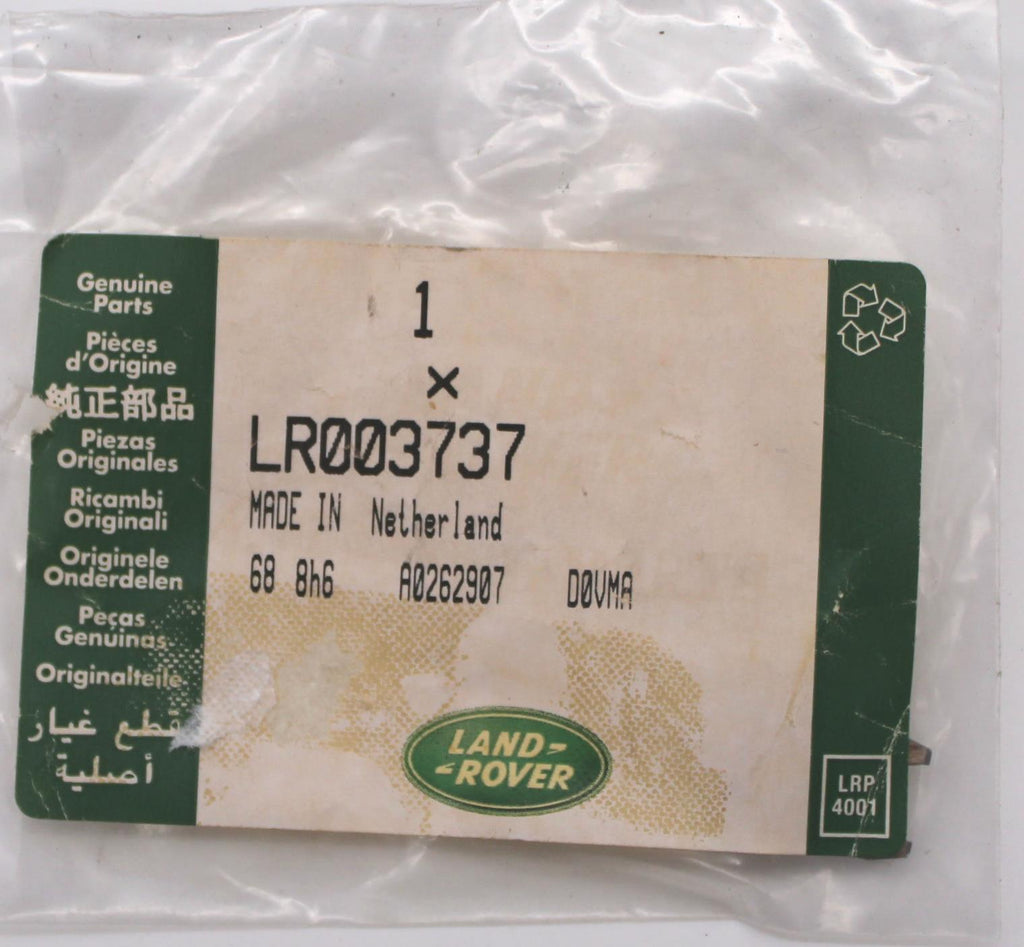 Genuine
Parts
Pièces
d'Origine
純正部品
Piezas
Originales
Ricambi
Originali
Originele
Onderdelen
Peças
Genuinas
Originalteile
قطع غيار
أصلية
1
×
LR003737
MADE IN Netherland
68 8h6 A0262907 D0VMA
LAND-
-ROVER
LRP
4001